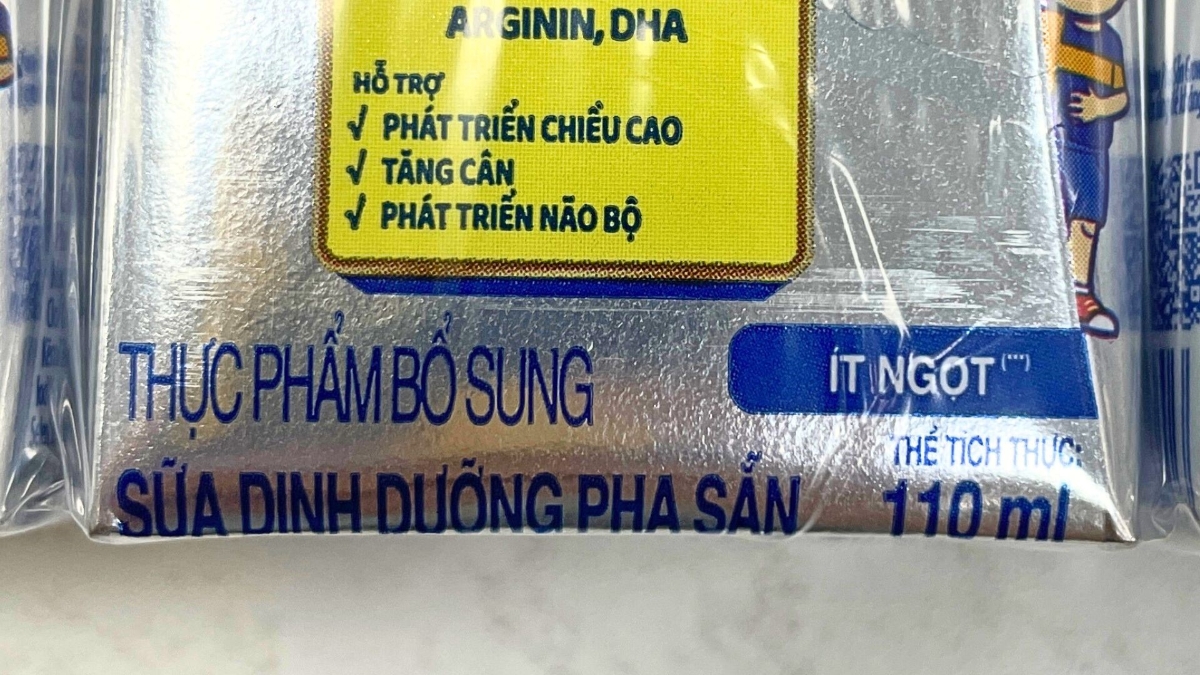 ARGININ, DHA
HỖ TRỢ
√ PHÁT TRIỂN CHIỀU CAO
√ TĂNG CÂN
√ PHÁT TRIỂN NÃO BỘ
THỰC PHẨM BỔ SUNG
ÍT NGỌT (***)
THỂ TÍCH THỰC:
SỮA DINH DƯỠNG PHA SẴN
110 ml